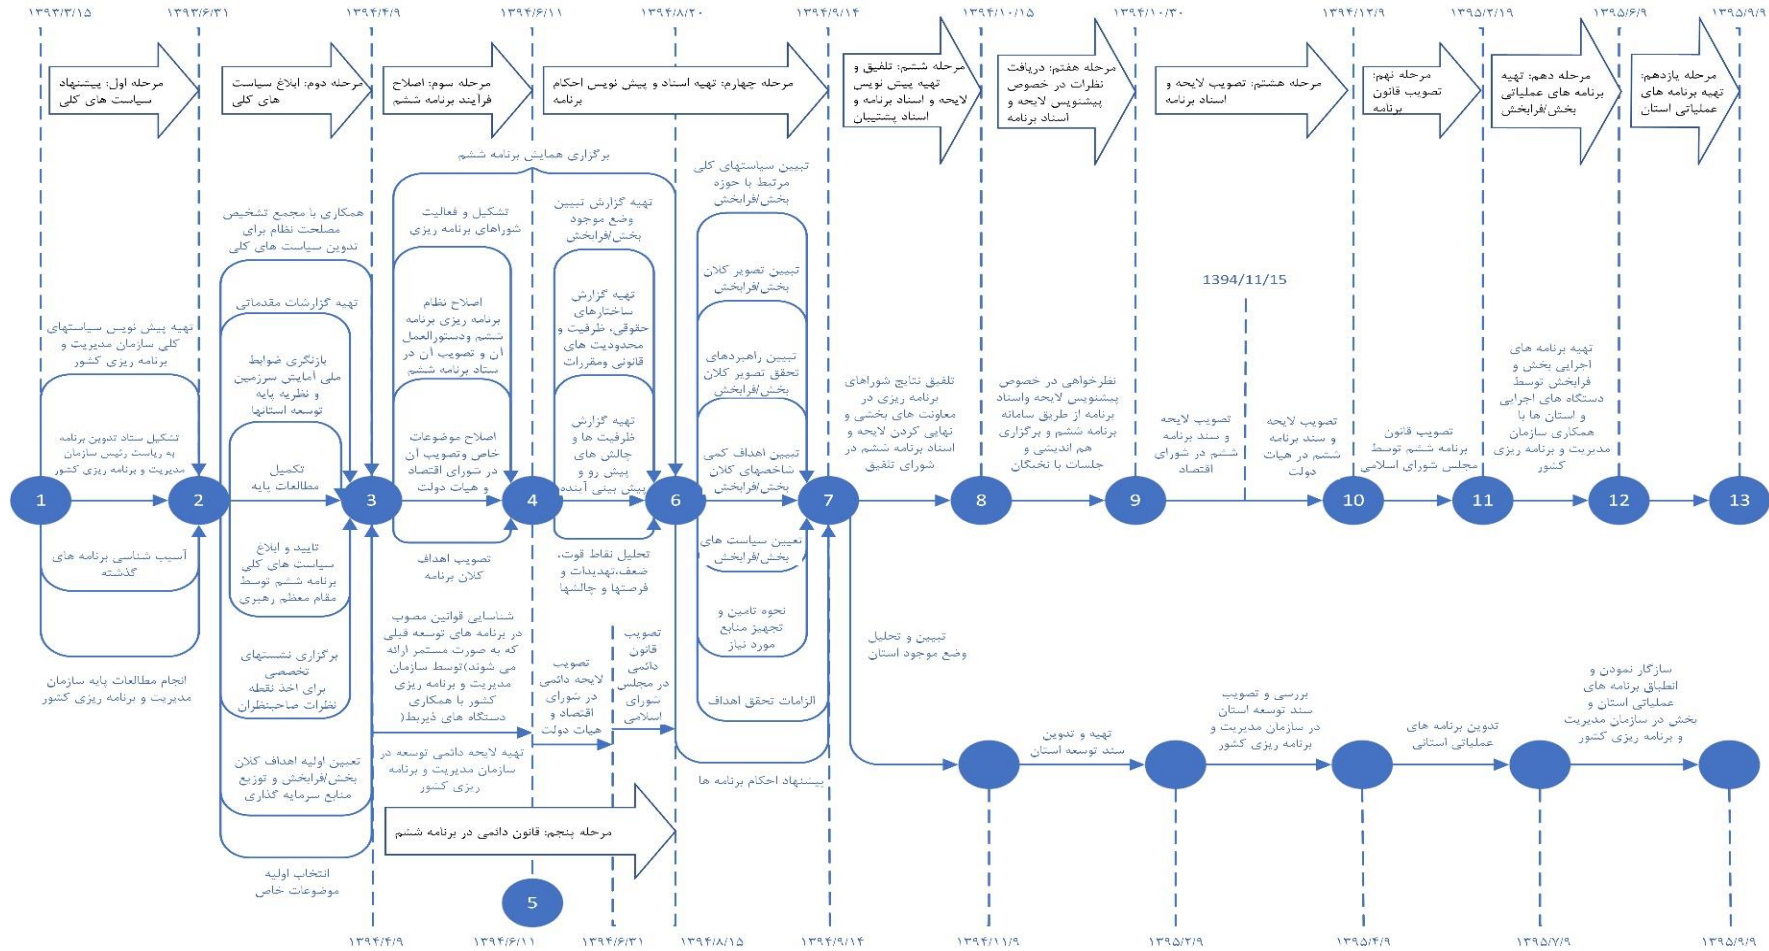 ۱۳۹۳/۳/۱۵
۱۳۹۳/۶/۳۱
۱۳۹۴/۴/۹
۱۳۹۴/۶/۱۱
۱۳۹۴/۸/۲۰
۱۳۹۴/۹/۱۴
۱۳۹۴/۱۰/۱۵
۱۳۹۴/۱۰/۳۰
۱۳۹۴/۱۲/۹
۱۳۹۵/۲/۱۹
۱۳۹۵/۶/۹
۱۳۹۵/۹/۹
مرحله اول: پیشنهاد
سیاست های کلی
مرحله دوم: ابلاغ سیاست
های کلی
مرحله سوم: اصلاح
فرآیند برنامه ششم
مرحله چهارم: تهیه اسناد و پیش نویس احکام
برنامه
مرحله ششم: تلفیق و
تهیه پیش نویس
لایحه و اسناد برنامه و
اسناد پشتیبان
مرحله هفتم: دریافت
نظرات در خصوص
پیشنویس لایحه و
اسناد برنامه
مرحله هشتم: تصویب لایحه و
اسناد برنامه
مرحله نهم:
تصویب قانون
برنامه
مرحله دهم: تهیه
برنامه های عملیاتی
بخش/فرابخش
مرحله یازدهم:
تهیه برنامه های
عملیاتی استان
برگزاری همایش برنامه ششم
تهیه پیش نویس سیاستهای
کلی سازمان مدیریت و
برنامه ریزی کشور
تشکیل ستاد تدوین برنامه
به ریاست رئیس سازمان
مدیریت و برنامه ریزی کشور
آسیب شناسی برنامه های
گذشته
انجام مطالعات پایه سازمان
مدیریت و برنامه ریزی کشور
همکاری با مجمع تشخیص
مصلحت نظام برای
تدوین سیاست های کلی
تهیه گزارشات مقدماتی
بازنگری ضوابط
ملی آمایش سرزمین
و نظریه پایه
توسعه استانها
تکمیل
مطالعات پایه
تایید و ابلاغ
سیاست های کلی
برنامه ششم توسط
مقام معظم رهبری
برگزاری نشستهای
تخصصی
برای اخذ نقطه
نظرات صاحبنظران
تعیین اولیه اهداف کلان
بخش/فرابخش و توزیع
منابع سرمایه گذاری
انتخاب اولیه
موضوعات خاص
تشکیل و فعالیت
شوراهای برنامه ریزی
اصلاح نظام
برنامه ریزی برنامه
ششم ودستورالعمل
آن و تصویب آن در
ستاد برنامه ششم
اصلاح موضوعات
خاص وتصویب آن
در شورای اقتصاد
و هیات دولت
تصویب اهداف
کلان برنامه
شناسایی قوانین مصوب
در برنامه های توسعه قبلی
که به صورت مستمر ارائه
می شوند)توسط سازمان
مدیریت و برنامه ریزی
کشور با همکاری
دستگاه های ذیربط(
تهیه لایحه دائمی توسعه در
سازمان مدیریت و برنامه
ریزی کشور
مرحله پنجم: قانون دائمی در برنامه ششم
تهیه گزارش تبیین
وضع موجود
بخش/فرابخش
تهیه گزارش
ساختارهای
حقوقی، ظرفیت و
محدودیت های
قانونی ومقررات
تهیه گزارش
ظرفیت ها و
چالش های
پیش رو و
پیش بینی آینده
تحلیل نقاط قوت،
ضعف،تهدیدات و
فرصتها و چالشها
تصویب
لایحه دائمی
در شورای
اقتصاد و
هیات دولت
تصویب
قانون
دائمی
در مجلس
شورای
اسلامی
تبیین سیاستهای کلی
مرتبط با حوزه
بخش/فرابخش
تبیین تصویر کلان
بخش/فرابخش
تبیین راهبردهای
تحقق تصویر کلان
بخش/فرابخش
تبیین اهداف کمی
شاخصهای کلان
بخش/فرابخش
تعیین سیاست های
بخش/فرابخش
نحوه تامین و
تجهیز منابع
مورد نیاز
الزامات تحقق اهداف
پیشنهاد احکام برنامه ها
تلفیق نتایج شوراهای
برنامه ریزی در
معاونت های بخشی و
نهایی کردن لایحه و
اسناد برنامه ششم در
شورای تلفیق
نظرخواهی در خصوص
پیشنویس لایحه واسناد
برنامه از طریق سامانه
برنامه ششم و برگزاری
هم اندیشی و
جلسات با نخبگان
1394/11/15
تصویب لایحه
و سند برنامه
ششم در شورای
اقتصاد
تصویب لایحه
و سند برنامه
ششم در هیات
دولت
تصویب قانون
برنامه ششم توسط
مجلس شورای اسلامی
تهیه برنامه های
اجرایی بخش و
فرابخش توسط
دستگاه های اجرایی
و استان ها با
همکاری سازمان
مدیریت و برنامه ریزی
کشور
1
2
3
4
6
7
8
9
10
11
12
13
5
تبیین و تحلیل
وضع موجود استان
تهیه و تدوین
سند توسعه استان
بررسی و تصویب
سند توسعه استان
در سازمان مدیریت و
برنامه ریزی کشور
تدوین برنامه های
عملیاتی استانی
سازگار نمودن و
انطباق برنامه های
عملیاتی استان و
بخش در سازمان مدیریت
و برنامه ریزی کشور
۱۳۹۴/۴/۹
۱۳۹۴/۶/۱۱
۱۳۹۴/۶/۳۱
۱۳۹۴/۸/۱۵
۱۳۹۴/۹/۱۴
۱۳۹۴/۱۱/۹
۱۳۹۵/۲/۹
۱۳۹۵/۴/۹
۱۳۹۵/۷/۹
۱۳۹۵/۹/۹